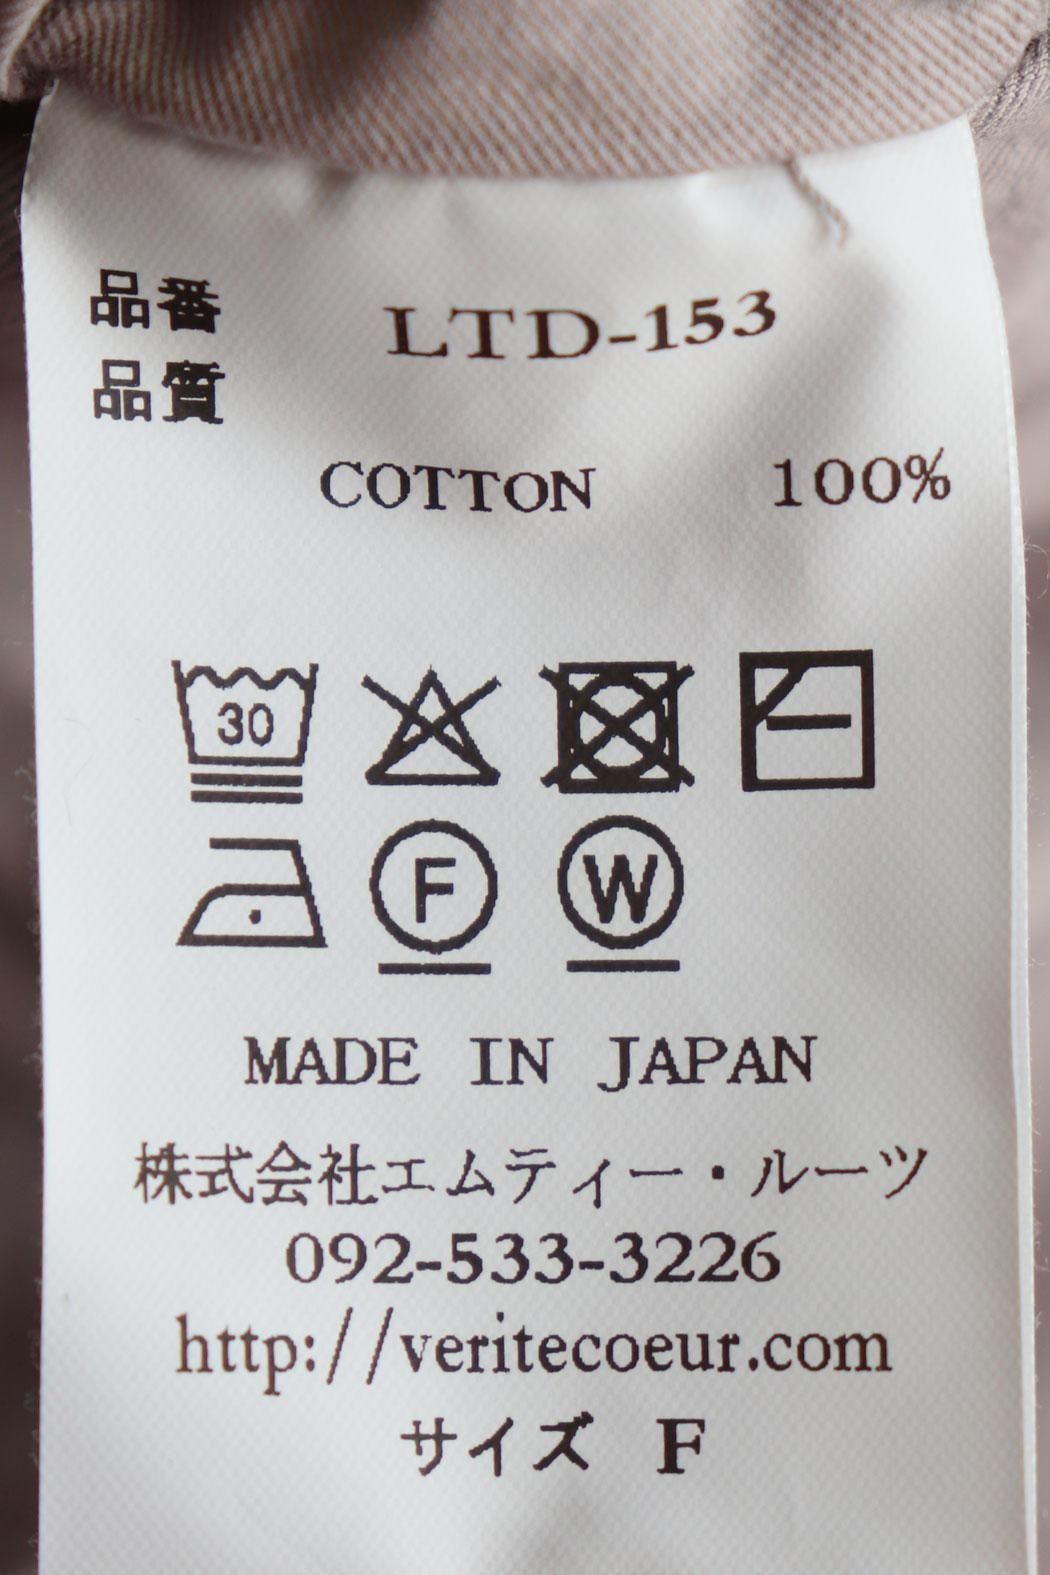 品番 LTD-153
品質
COTTON 100%
30
F W
MADE IN JAPAN
株式会社エムティー・ルーツ
092-533-3226
http://veritecoeur.com
サイズ F